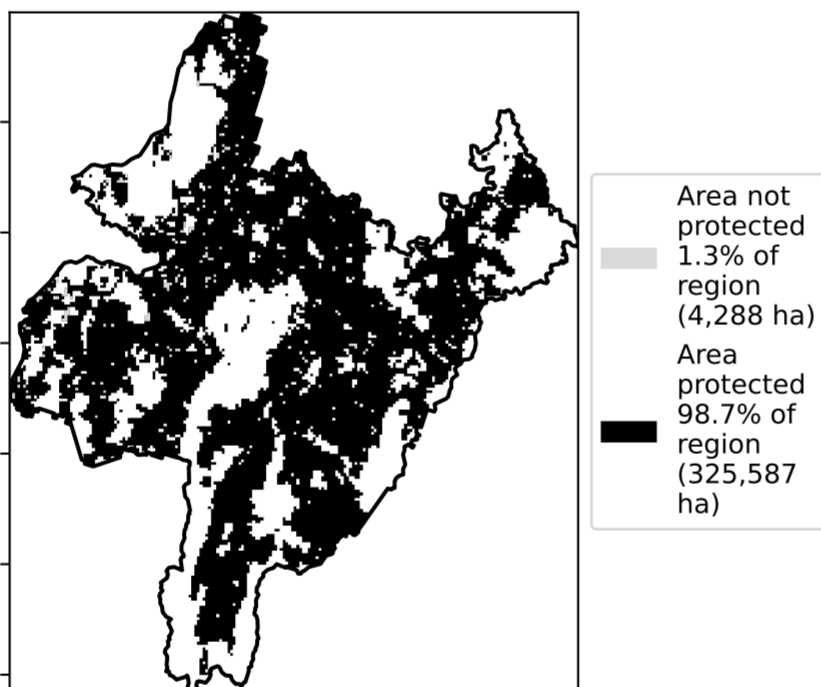 Area not
protected
1.3% of
region
(4,288 ha)
Area
protected
98.7% of
region
(325,587
ha)